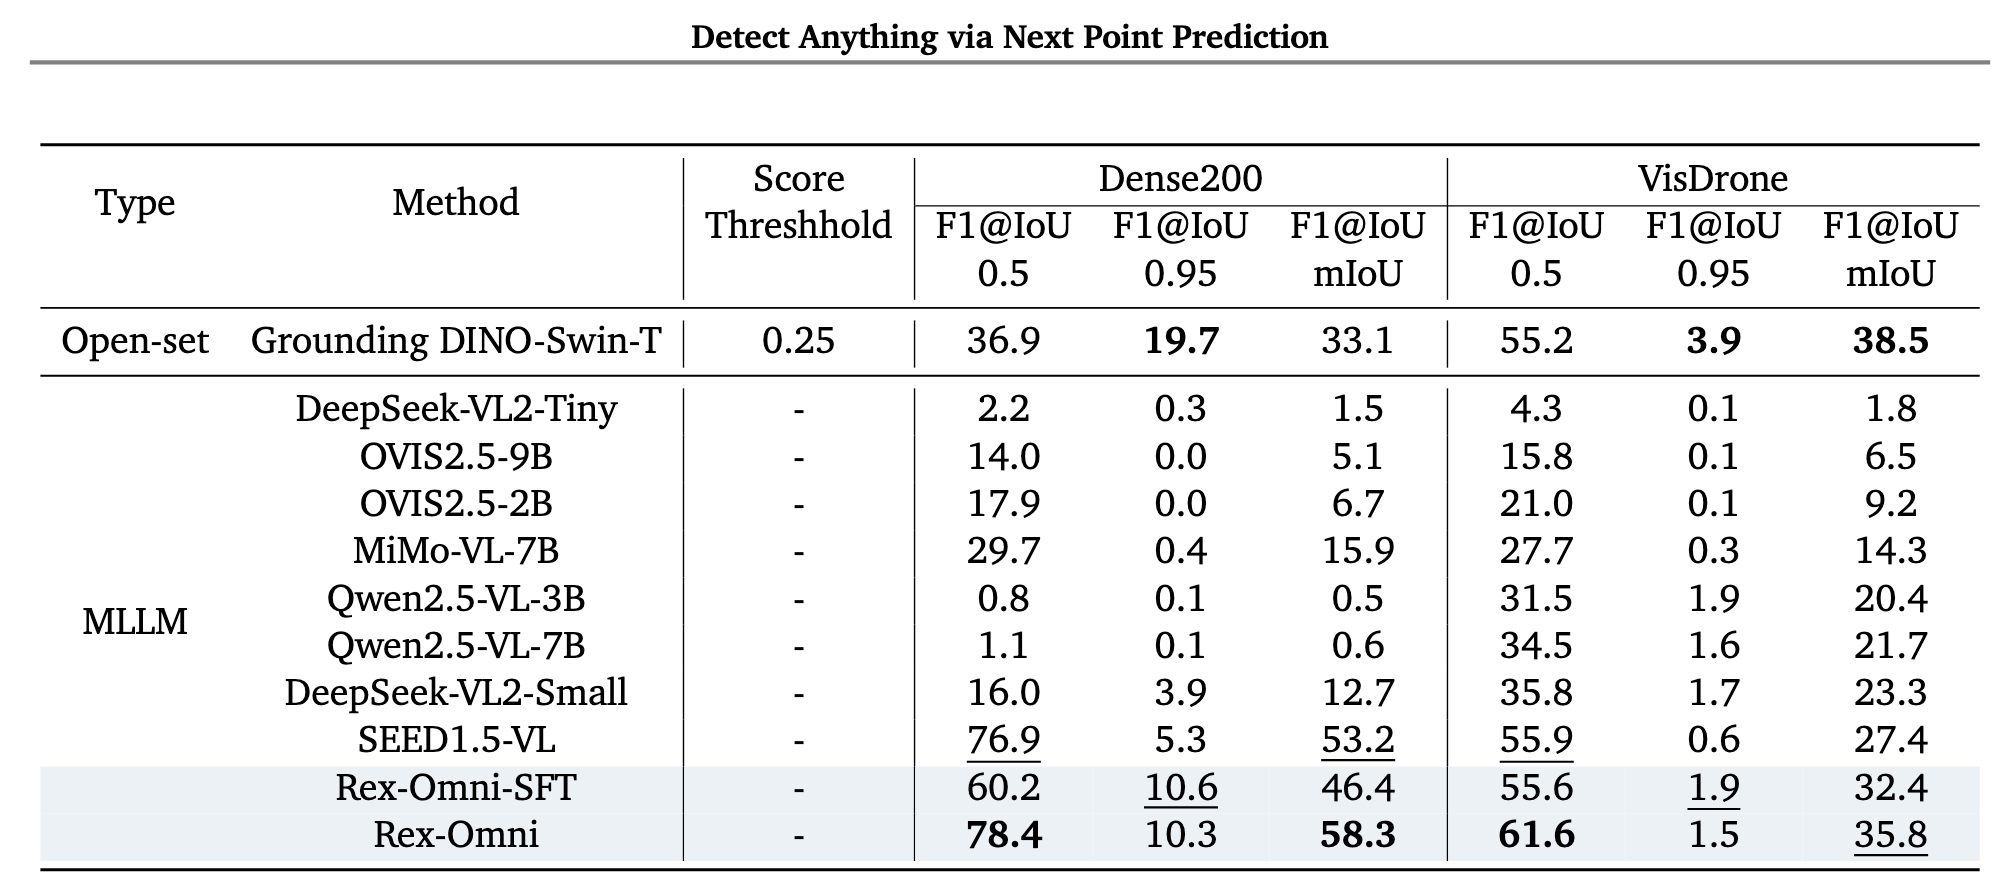 Detect Anything via Next Point Prediction
Type Method Score Threshhold Dense200 VisDrone
F1@IoU 0.5 F1@IoU 0.95 F1@IoU mIoU F1@IoU 0.5 F1@IoU 0.95 F1@IoU mIoU
Open-set Grounding DINO-Swin-T 0.25 36.9 19.7 33.1 55.2 3.9 38.5
MLLM
DeepSeek-VL2-Tiny - 2.2 0.3 1.5 4.3 0.1 1.8
OVIS2.5-9B - 14.0 0.0 5.1 15.8 0.1 6.5
OVIS2.5-2B - 17.9 0.0 6.7 21.0 0.1 9.2
MiMo-VL-7B - 29.7 0.4 15.9 27.7 0.3 14.3
Qwen2.5-VL-3B - 0.8 0.1 0.5 31.5 1.9 20.4
Qwen2.5-VL-7B - 1.1 0.1 0.6 34.5 1.6 21.7
DeepSeek-VL2-Small - 16.0 3.9 12.7 35.8 1.7 23.3
SEED1.5-VL - 76.9 5.3 53.2 55.9 0.6 27.4
Rex-Omni-SFT - 60.2 10.6 46.4 55.6 1.9 32.4
Rex-Omni - 78.4 10.3 58.3 61.6 1.5 35.8